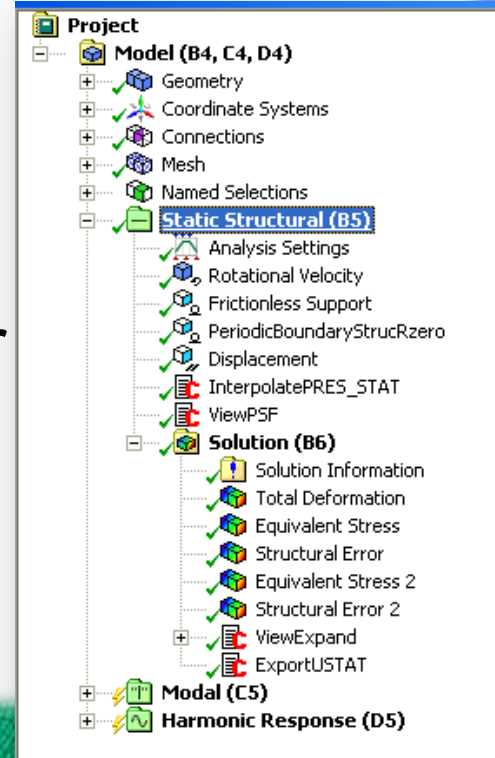 Project
Model (B4, C4, D4)
Geometry
Coordinate Systems
Connections
Mesh
Named Selections
Static Structural (B5)
Analysis Settings
Rotational Velocity
Frictionless Support
PeriodicBoundaryStrucRzero
Displacement
InterpolatePRES_STAT
ViewPSF
Solution (B6)
Solution Information
Total Deformation
Equivalent Stress
Structural Error
Equivalent Stress 2
Structural Error 2
ViewExpand
ExportUSTAT
Modal (C5)
Harmonic Response (D5)